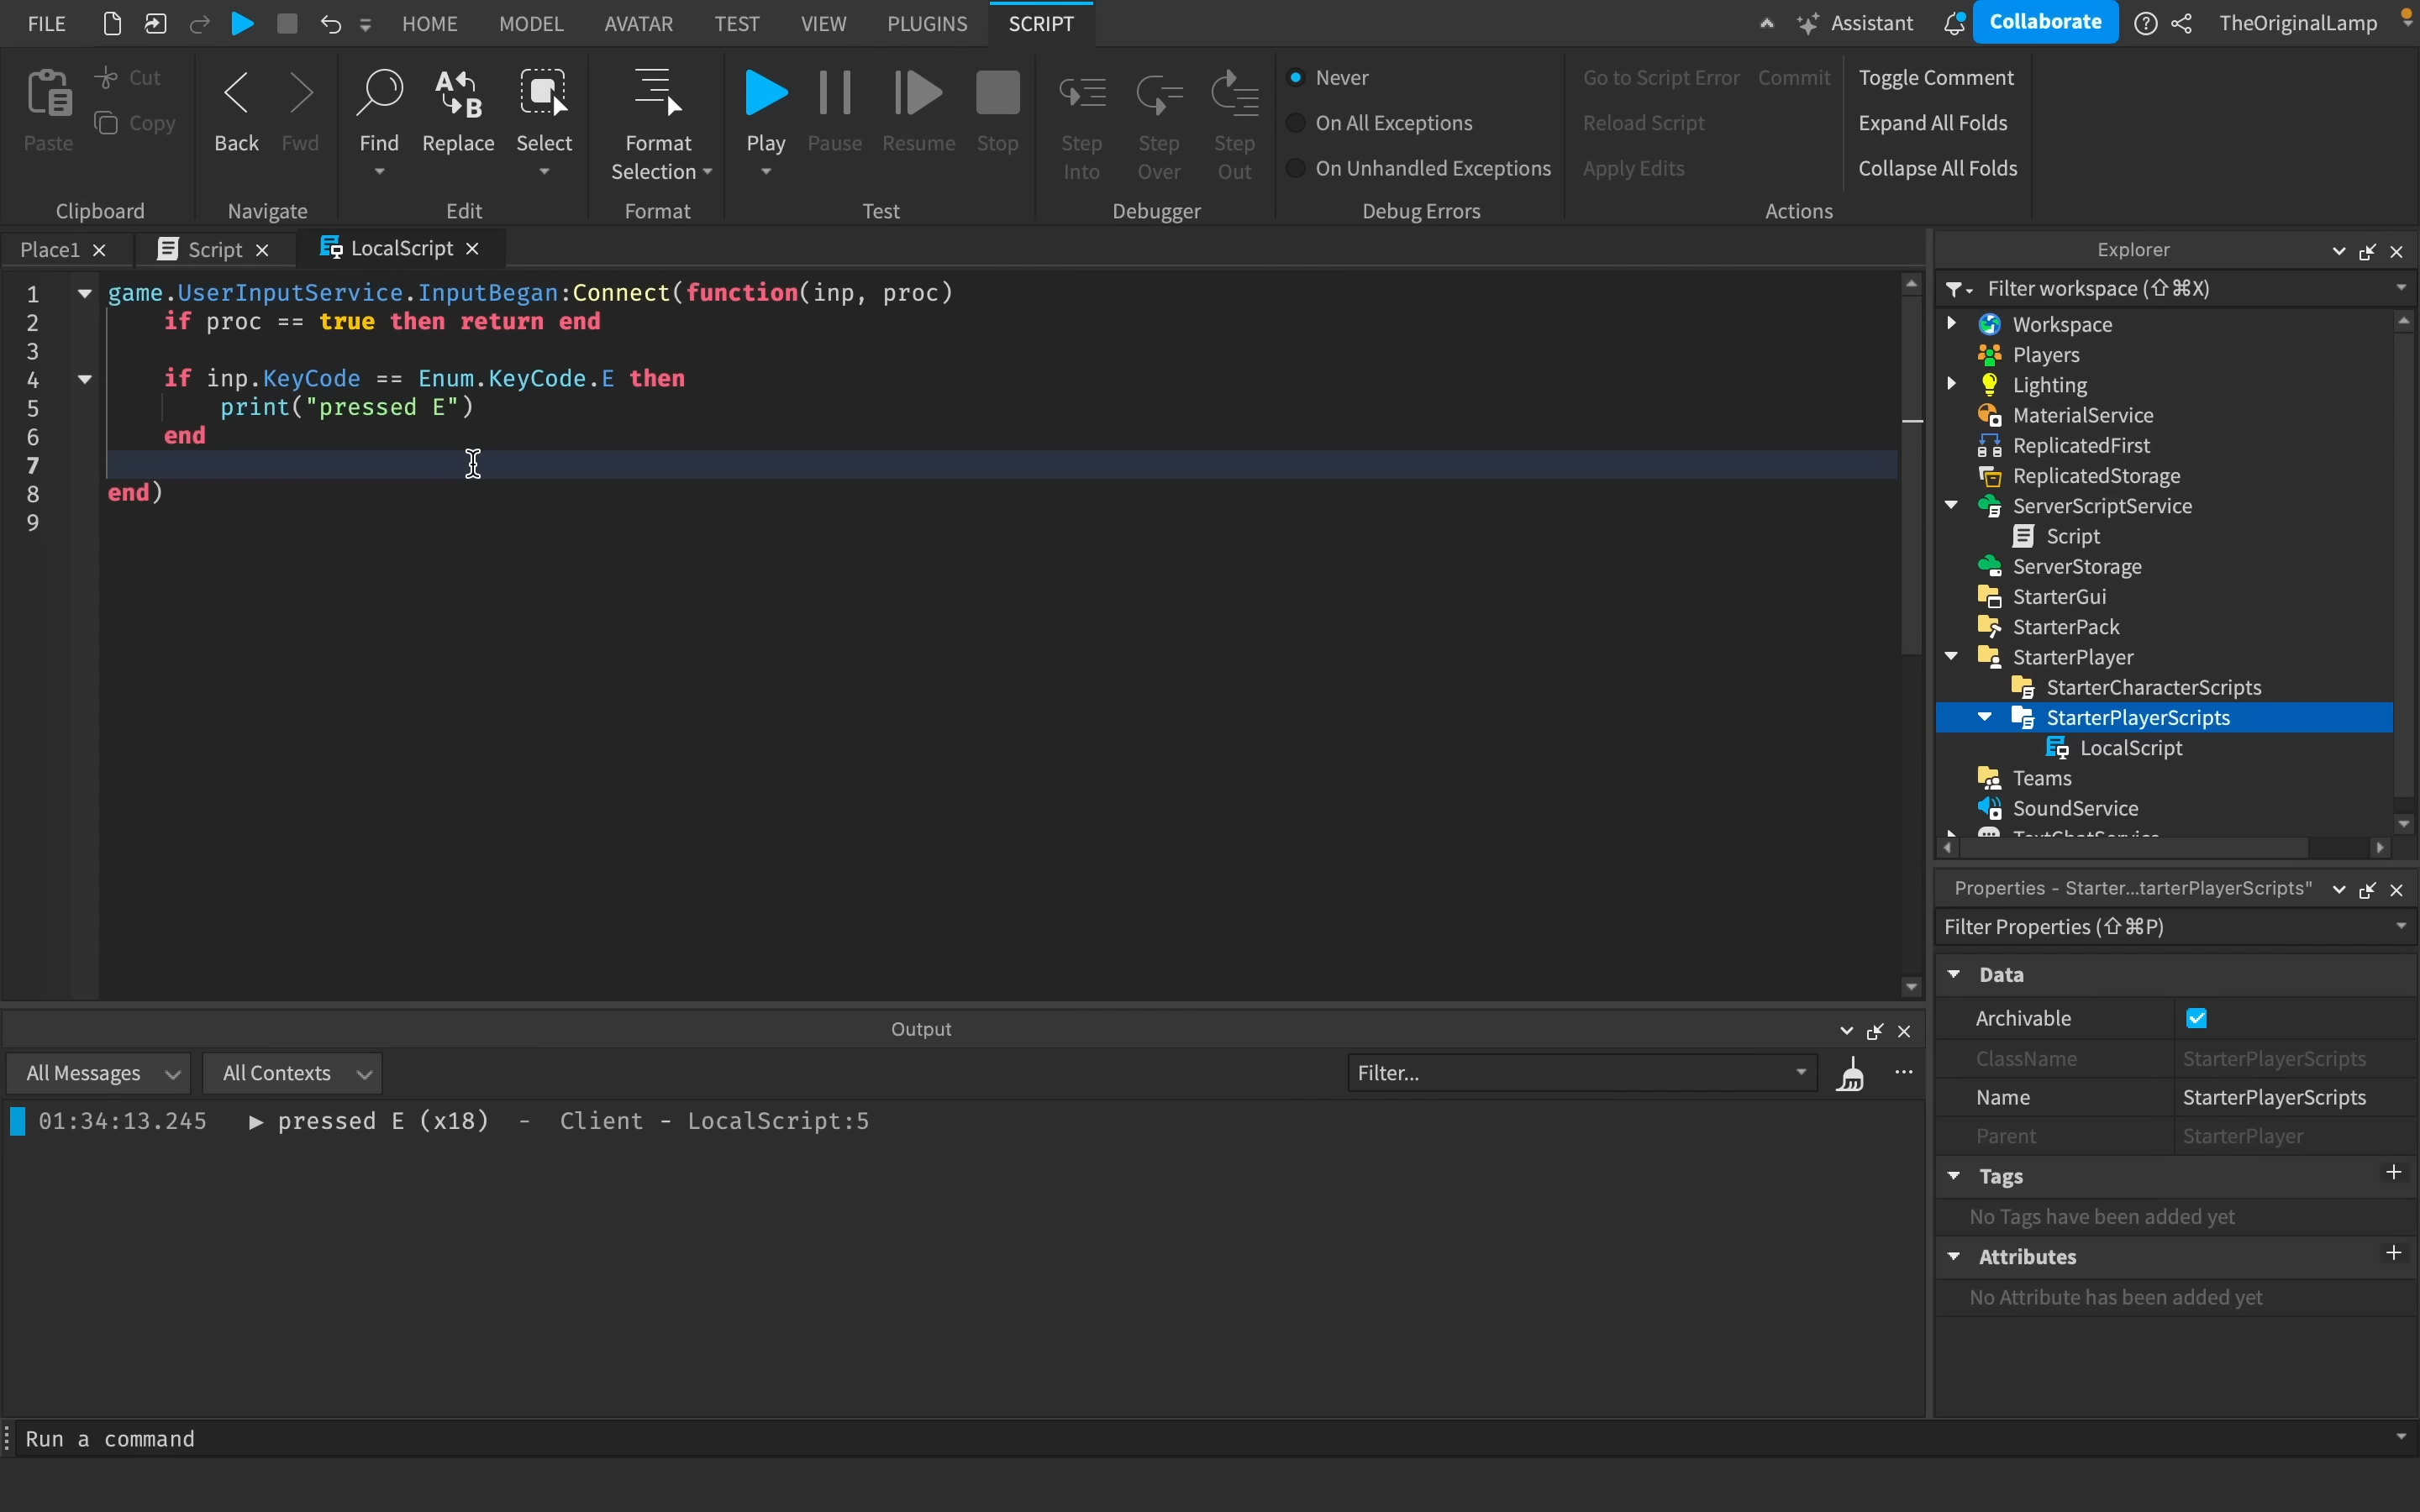 FILE HOME MODEL AVATAR TEST VIEW PLUGINS SCRIPT Assistant Collaborate TheOriginalLamp
Paste Cut Copy Back Fwd Find Replace Select Format Selection Play Pause Resume Stop Step Into Step Over Step Out
Never
On All Exceptions
On Unhandled Exceptions
Go to Script Error Commit
Reload Script
Apply Edits
Toggle Comment
Expand All Folds
Collapse All Folds
Clipboard Navigate Edit Format Test Debugger Debug Errors Actions
Place1 Script LocalScript
1 game.UserInputService.InputBegan:Connect(function(inp, proc)
2 if proc == true then return end
3
4 if inp.KeyCode == Enum.KeyCode.E then
5 print("pressed E")
6 end
7
8 end)
9
Explorer
Filter workspace (⇧⌘X)
Workspace
Players
Lighting
MaterialService
ReplicatedFirst
ReplicatedStorage
ServerScriptService
Script
ServerStorage
StarterGui
StarterPack
StarterPlayer
StarterCharacterScripts
StarterPlayerScripts
LocalScript
Teams
SoundService
Properties - Starter...tarterPlayerScripts"
Filter Properties (⇧⌘P)
Data
Archivable
ClassName StarterPlayerScripts
Name StarterPlayerScripts
Parent StarterPlayer
Tags
No Tags have been added yet
Attributes
No Attribute has been added yet
Output
All Messages All Contexts Filter...
01:34:13.245 ▶ pressed E (x18) - Client - LocalScript:5
Run a command